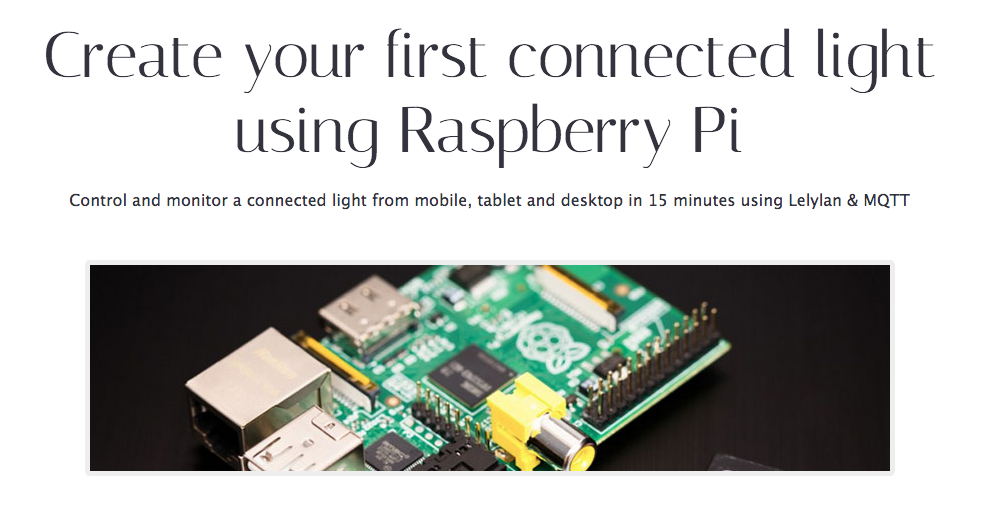 Create your first connected light
using Raspberry Pi
Control and monitor a connected light from mobile, tablet and desktop in 15 minutes using Lelylan & MQTT